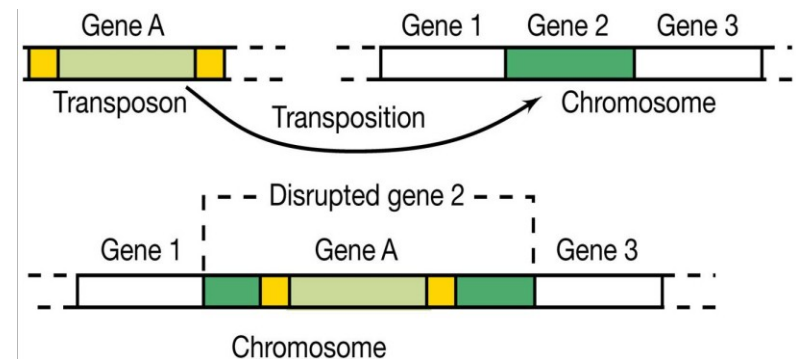 Gene A
Gene 1 Gene 2 Gene 3
Transposon
Transposition
Chromosome
Disrupted gene 2
Gene 1 Gene A Gene 3
Chromosome